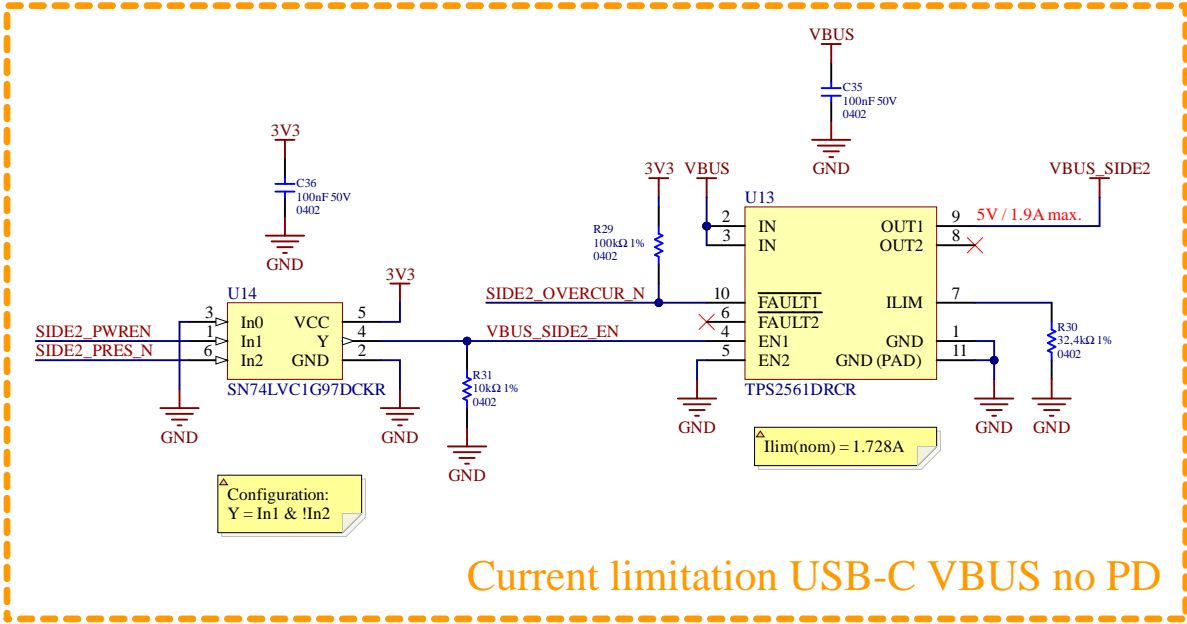 VBUS
C35
100nF 50V
0402
GND
3V3
C36
100nF 50V
0402
GND
3V3
VBUS
VBUS_SIDE2
R29
100kΩ 1%
0402
U13
2
IN
3
IN
10
FAULT1
6
FAULT2
4
EN1
5
EN2
OUT1
9
OUT2
8
ILIM
7
GND
1
GND (PAD)
11
TPS2561DRCR
5V / 1.9A max.
SIDE2_OVERCUR_N
VBUS_SIDE2_EN
3V3
U14
3
In0
1
In1
6
In2
VCC
5
Y
4
GND
2
SN74LVC1G97DCKR
SIDE2_PWREN
SIDE2_PRES_N
R31
10kΩ 1%
0402
R30
32,4kΩ 1%
0402
GND
GND
GND
GND
GND
GND
Ilim(nom) = 1.728A
Configuration:
Y = In1 & !In2
Current limitation USB-C VBUS no PD